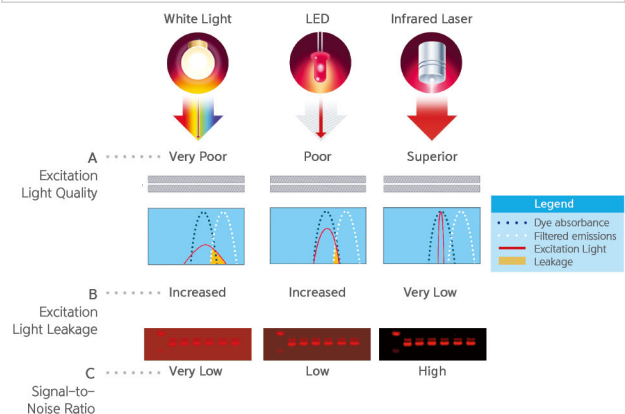 White Light LED Infrared Laser
A Very Poor Poor Superior
Excitation
Light Quality
Legend
Dye absorbance
Filtered emissions
Excitation Light
Leakage
B Increased Increased Very Low
Excitation
Light Leakage
C Very Low Low High
Signal–to–
Noise Ratio